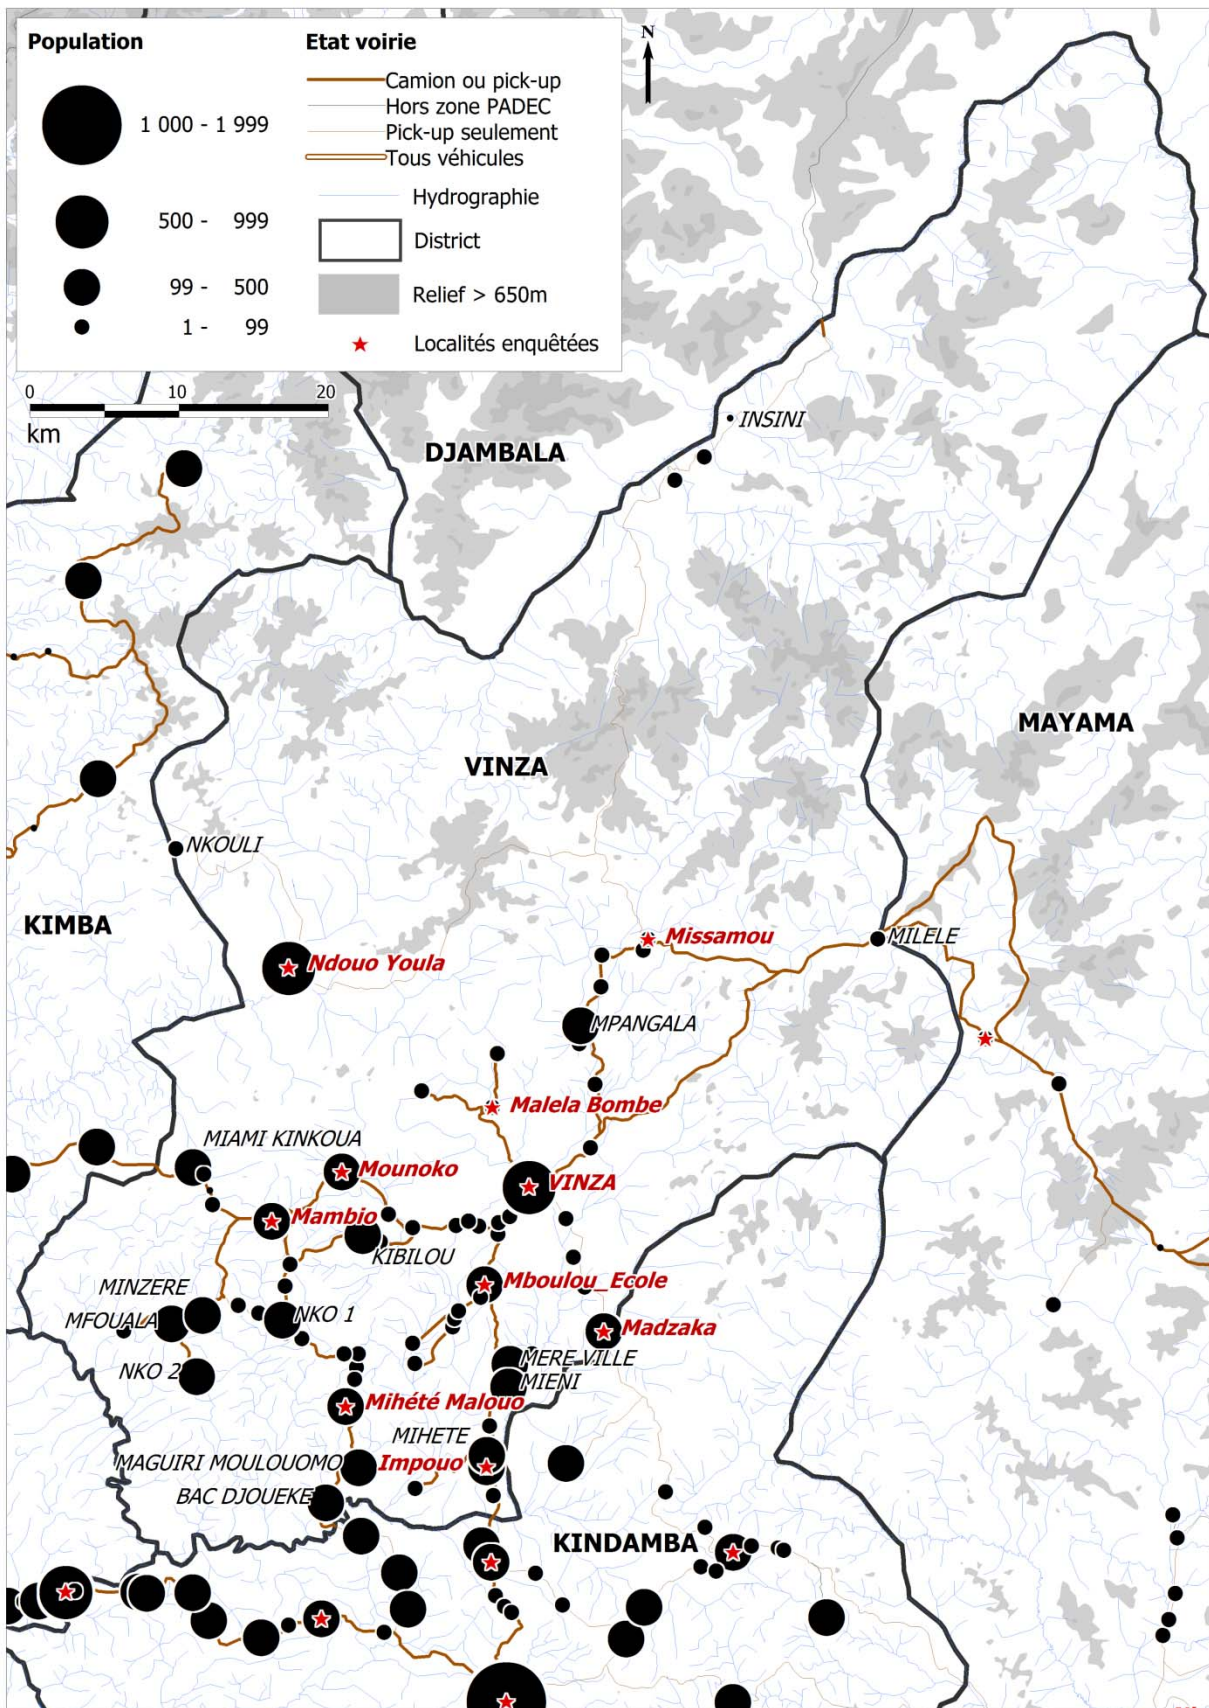 Population
1 000 - 1 999
500 - 999
99 - 500
1 - 99
Etat voirie
Camion ou pick-up
Hors zone PADEC
Pick-up seulement
Tous véhicules
Hydrographie
District
Relief > 650m
Localités enquêtées
N
0 10 20
km
INSINI
DJAMBALA
MAYAMA
VINZA
NKOULI
KIMBA
Missamou
MILELE
Ndouo Youla
MPANGALA
Malela Bombe
MIAMI KINKOUA
Mounoko
VINZA
Mambio
KIBILOU
Mboulou_Ecole
MINZERE
NKO 1
MFOUALA
Madzaka
MERE VILLE
NKO 2
MIENI
Mihété Malouo
MIHETE
MAGUIRI MOULOUOMO
Impouo
BAC DJOUEKE
KINDAMBA